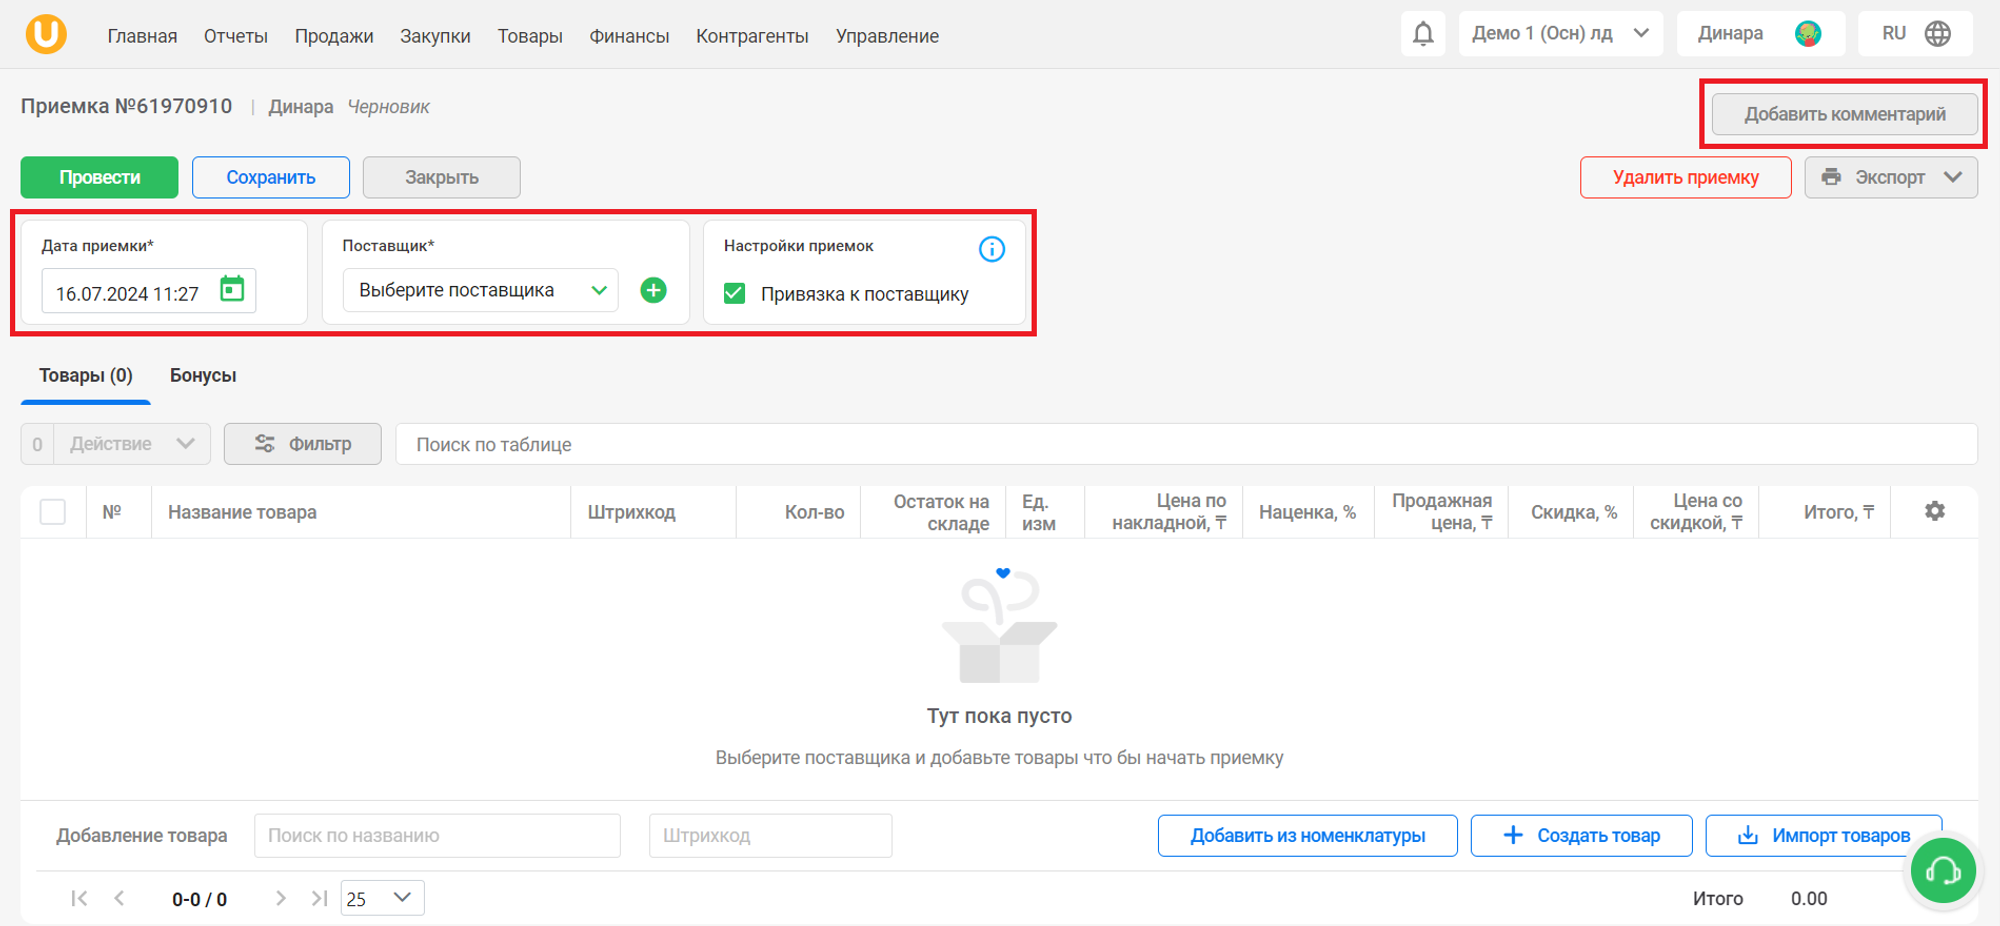 Главная Отчеты Продажи Закупки Товары Финансы Контрагенты Управление Демо 1 (Осн) лд Динара RU
Приемка №61970910 | Динара Черновик
Добавить комментарий
Провести Сохранить Закрыть Удалить приемку Экспорт
Дата приемки* Поставщик* Настройки приемок
16.07.2024 11:27 Выберите поставщика Привязка к поставщику
Товары (0) Бонусы
0 Действие Фильтр Поиск по таблице
№ Название товара Штрихкод Кол-во Остаток на складе Ед. изм Цена по накладной, ₸ Наценка, % Продажная цена, ₸ Скидка, % Цена со скидкой, ₸ Итого, ₸
Тут пока пусто
Выберите поставщика и добавьте товары что бы начать приемку
Добавление товара Поиск по названию Штрихкод Добавить из номенклатуры Создать товар Импорт товаров
0-0 / 0 25 Итого 0.00